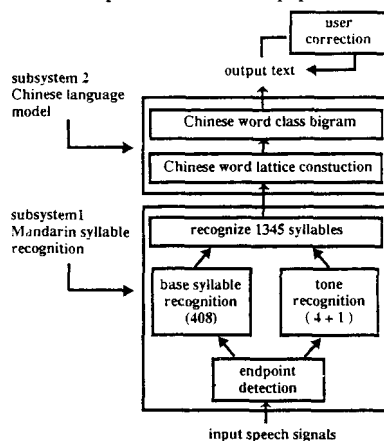 user
correction
output text
subsystem 2
Chinese language
model
Chinese word class bigram
Chinese word lattice constuction
subsystem1
Mandarin syllable
recognition
recognize 1345 syllables
base syllable
recognition
(408)
tone
recognition
( 4 + 1 )
endpoint
detection
input speech signals